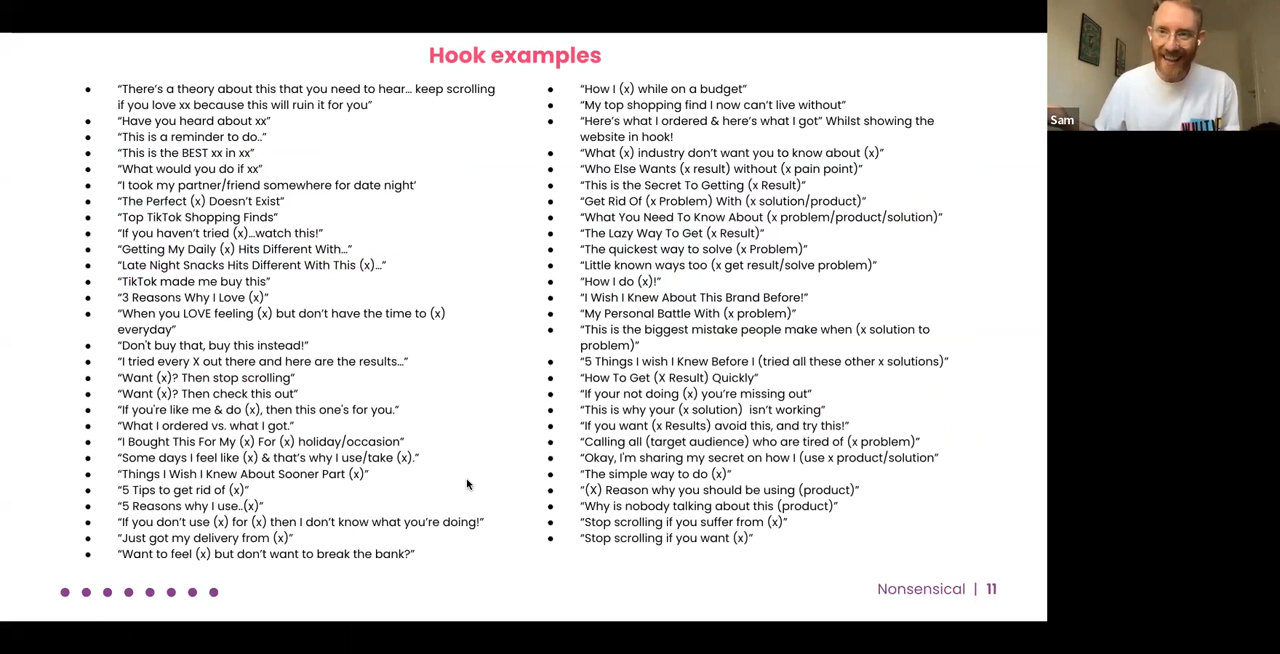 Hook examples
“There’s a theory about this that you need to hear… keep scrolling
if you love xx because this will ruin it for you”
“Have you heard about xx”
“This is a reminder to do..”
“This is the BEST xx in xx”
“What would you do if xx”
“I took my partner/friend somewhere for date night’
“The Perfect (x) Doesn’t Exist”
“Top TikTok Shopping Finds”
“If you haven’t tried (x)…watch this!”
“Getting My Daily (x) Hits Different With…”
“Late Night Snacks Hits Different With This (x)…”
“TikTok made me buy this”
“3 Reasons Why I Love (x)”
“When you LOVE feeling (x) but don’t have the time to (x)
everyday”
“Don't buy that, buy this instead!”
“I tried every X out there and here are the results…”
“Want (x)? Then stop scrolling”
“Want (x)? Then check this out”
“If you're like me & do (x), then this one's for you.”
“What I ordered vs. what I got.”
“I Bought This For My (x) For (x) holiday/occasion”
“Some days I feel like (x) & that’s why I use/take (x).”
“Things I Wish I Knew About Sooner Part (x)”
“5 Tips to get rid of (x)”
“5 Reasons why I use..(x)”
“If you don’t use (x) for (x) then I don’t know what you’re doing!”
“Just got my delivery from (x)”
“Want to feel (x) but don’t want to break the bank?”
“How I (x) while on a budget”
“My top shopping find I now can’t live without”
“Here’s what I ordered & here’s what I got” Whilst showing the
website in hook!
“What (x) industry don’t want you to know about (x)”
“Who Else Wants (x result) without (x pain point)”
“This is the Secret To Getting (x Result)”
“Get Rid Of (x Problem) With (x solution/product)”
“What You Need To Know About (x problem/product/solution)”
“The Lazy Way To Get (x Result)”
“The quickest way to solve (x Problem)”
“Little known ways too (x get result/solve problem)”
“How I do (x)!”
“I Wish I Knew About This Brand Before!”
“My Personal Battle With (x problem)”
“This is the biggest mistake people make when (x solution to
problem)”
“5 Things I wish I Knew Before I (tried all these other x solutions)”
“How To Get (X Result) Quickly”
“If your not doing (x) you’re missing out”
“This is why your (x solution)  isn’t working”
“If you want (x Results) avoid this, and try this!”
“Calling all (target audience) who are tired of (x problem)”
“Okay, I'm sharing my secret on how I (use x product/solution”
“The simple way to do (x)”
“(X) Reason why you should be using (product)”
“Why is nobody talking about this (product)”
“Stop scrolling if you suffer from (x)”
“Stop scrolling if you want (x)”
Nonsensical | 11
Sam